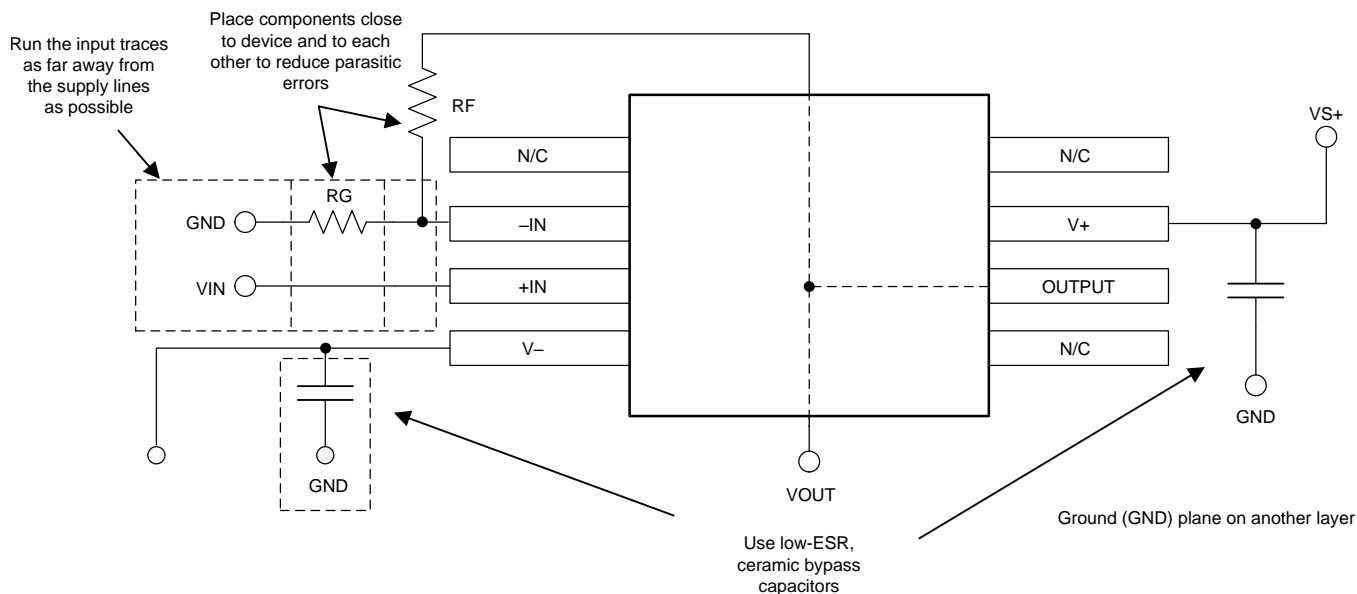 Place components close
to device and to each
other to reduce parasitic
errors
Run the input traces
as far away from
the supply lines
as possible
RF
VS+
N/C
N/C
RG
GND
–IN
V+
VIN
+IN
OUTPUT
V–
N/C
GND
GND
VOUT
Ground (GND) plane on another layer
Use low-ESR,
ceramic bypass
capacitors